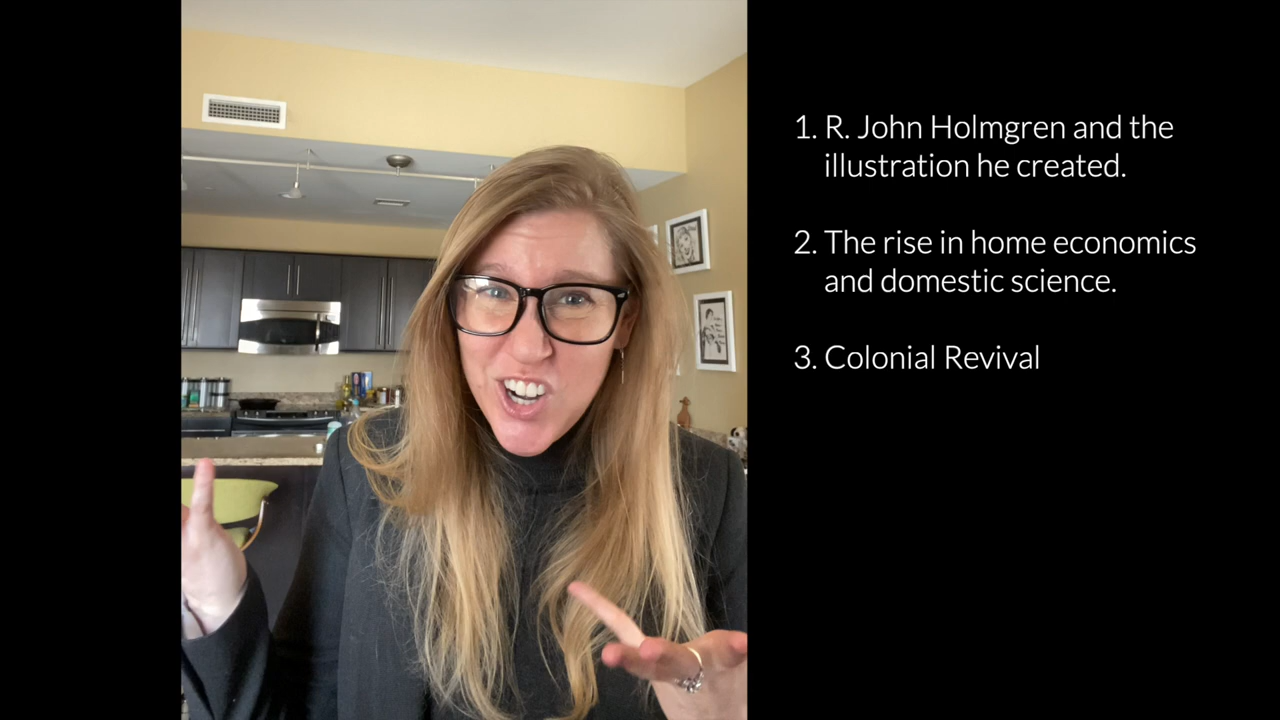 1. R. John Holmgren and the
illustration he created.
2. The rise in home economics
and domestic science.
3. Colonial Revival